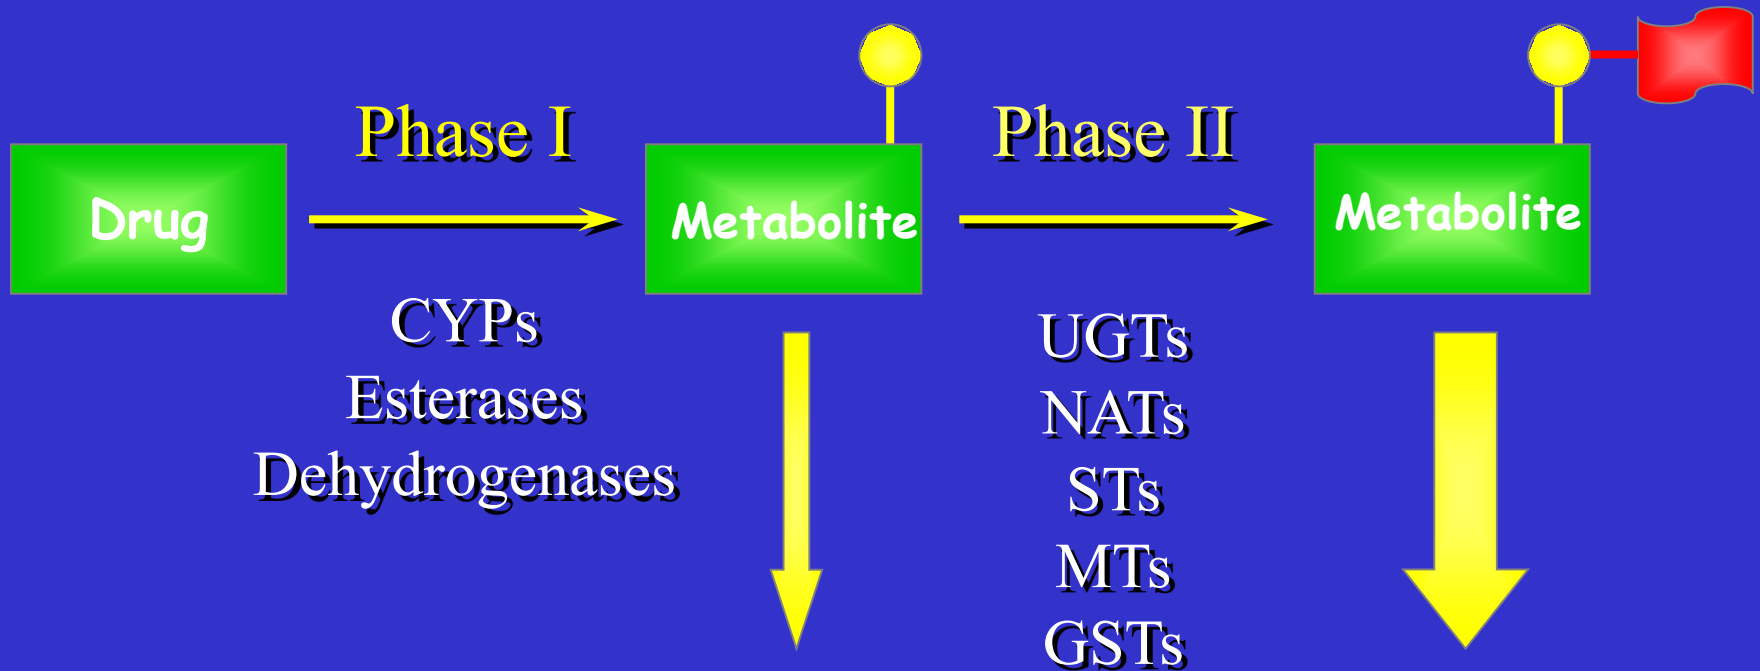 Phase I
Phase II
Drug
Metabolite
Metabolite
CYPs
Esterases
Dehydrogenases
UGTs
NATs
STs
MTs
GSTs